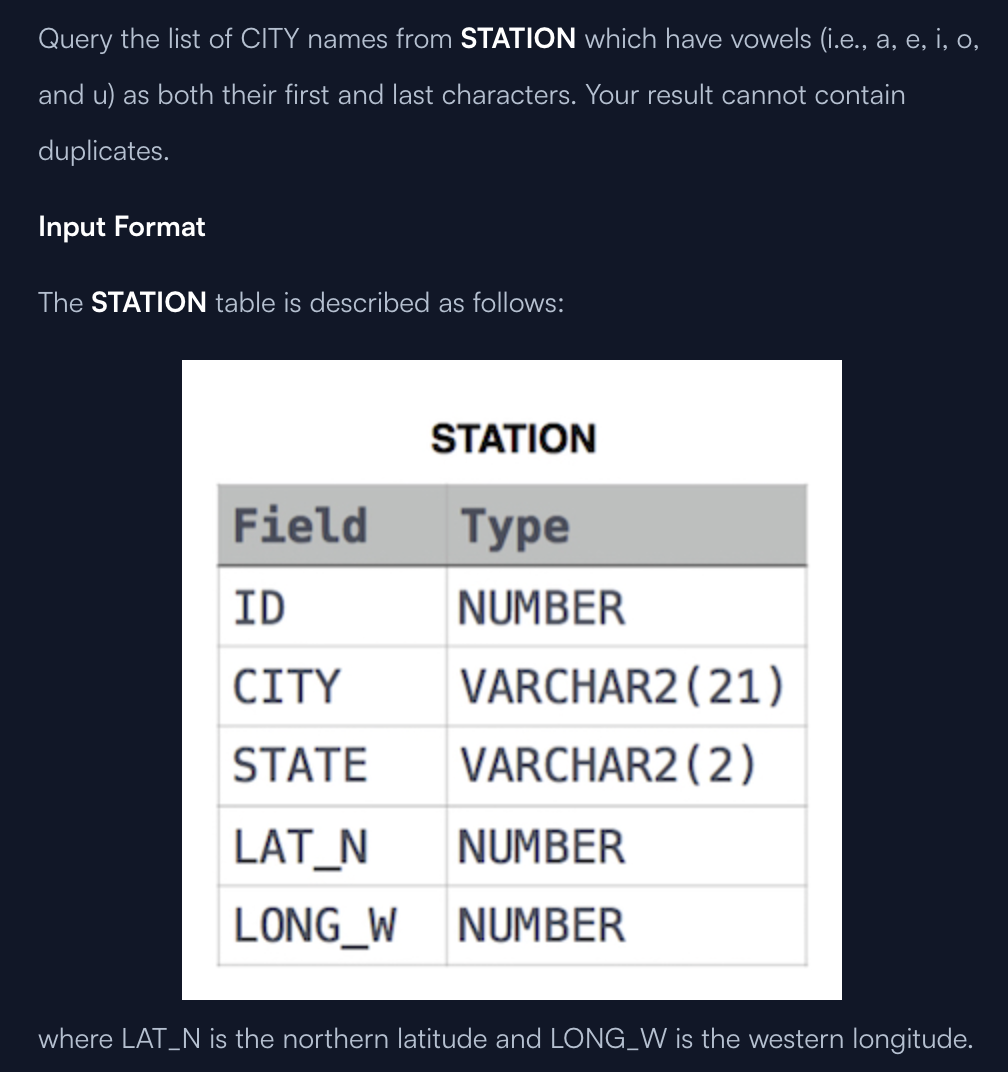 Query the list of CITY names from STATION which have vowels (i.e., a, e, i, o,
and u) as both their first and last characters. Your result cannot contain
duplicates.
Input Format
The STATION table is described as follows:
STATION
Field Type
ID NUMBER
CITY VARCHAR2(21)
STATE VARCHAR2(2)
LAT_N NUMBER
LONG_W NUMBER
where LAT_N is the northern latitude and LONG_W is the western longitude.